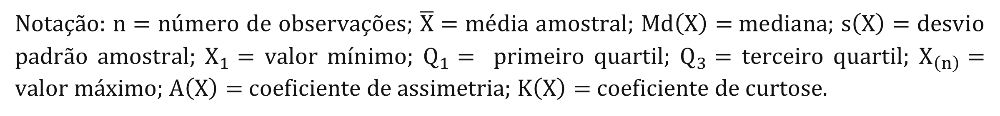 Notação: n = número de observações; X̅ = média amostral; Md(X) = mediana; s(X) = desvio
padrão amostral; X₁ = valor mínimo; Q₁ = primeiro quartil; Q₃ = terceiro quartil; X₍ₙ₎ =
valor máximo; A(X) = coeficiente de assimetria; K(X) = coeficiente de curtose.